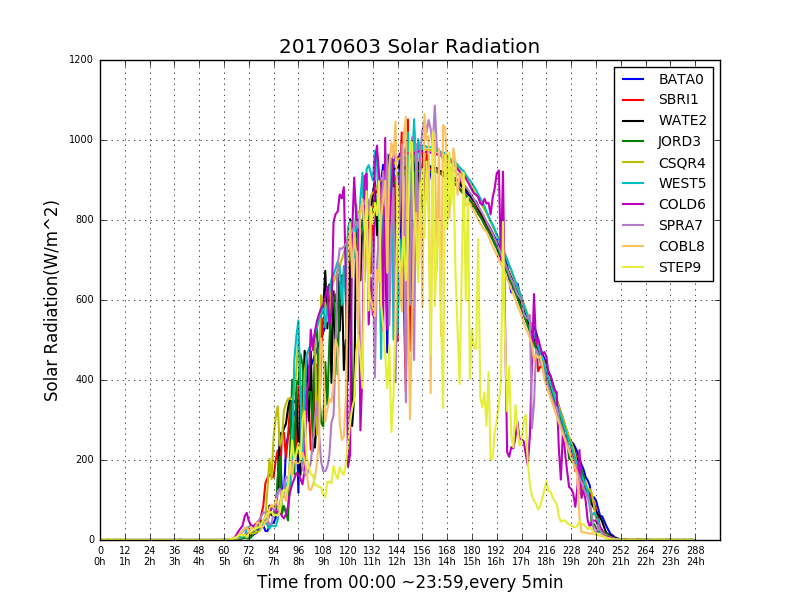 20170603 Solar Radiation
1200
1000
800
600
400
200
0
Solar Radiation(W/m^2)
BATA0
SBRI1
WATE2
JORD3
CSQR4
WEST5
COLD6
SPRA7
COBL8
STEP9
0 12 24 36 48 60 72 84 96 108 120 132 144 156 168 180 192 204 216 228 240 252 264 276 288
0h 1h 2h 3h 4h 5h 6h 7h 8h 9h 10h 11h 12h 13h 14h 15h 16h 17h 18h 19h 20h 21h 22h 23h 24h
Time from 00:00 ~23:59,every 5min